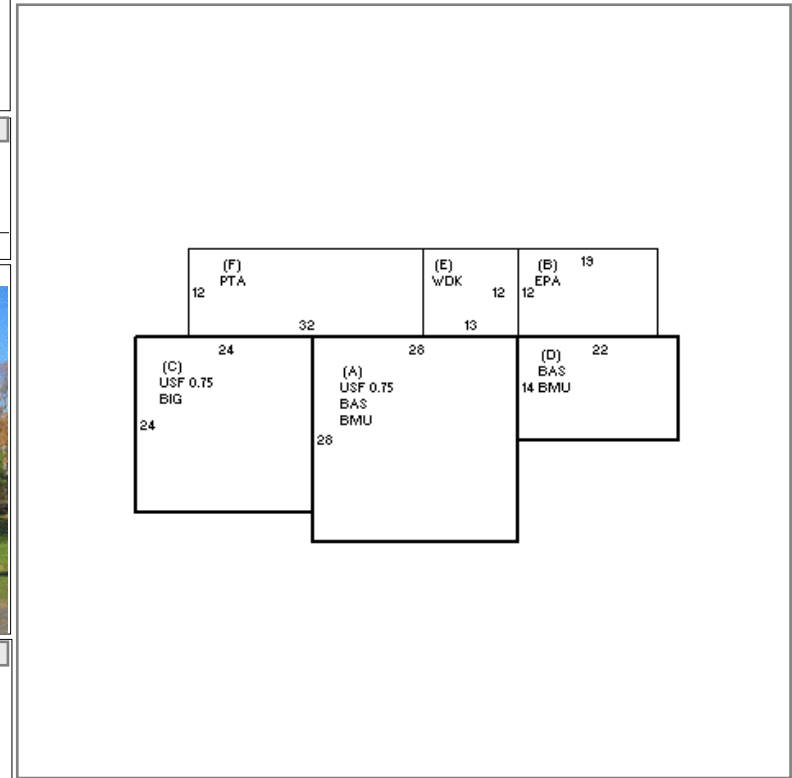 (F)
PTA
12
32
(E)
WDK
12
13
(B)
19
EPA
12
(C)
24
USF 0.75
BIG
24
(A)
28
USF 0.75
BAS
BMU
28
(D)
22
BAS
14 BMU